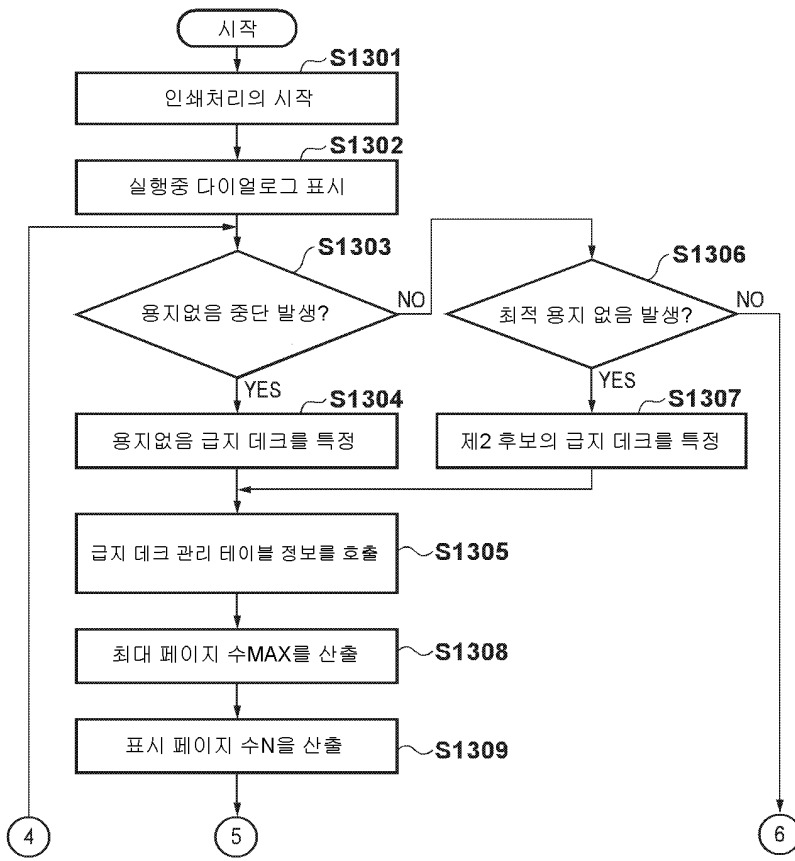 시작
S1301
인쇄처리의 시작
S1302
실행중 다이얼로그 표시
S1303
용지없음 중단 발생?
NO
YES
S1306
최적 용지 없음 발생?
NO
YES
S1304
용지없음 급지 데크를 특정
S1307
제2 후보의 급지 데크를 특정
급지 데크 관리 테이블 정보를 호출
S1305
최대 페이지 수MAX를 산출
S1308
표시 페이지 수N을 산출
S1309
4
5
6